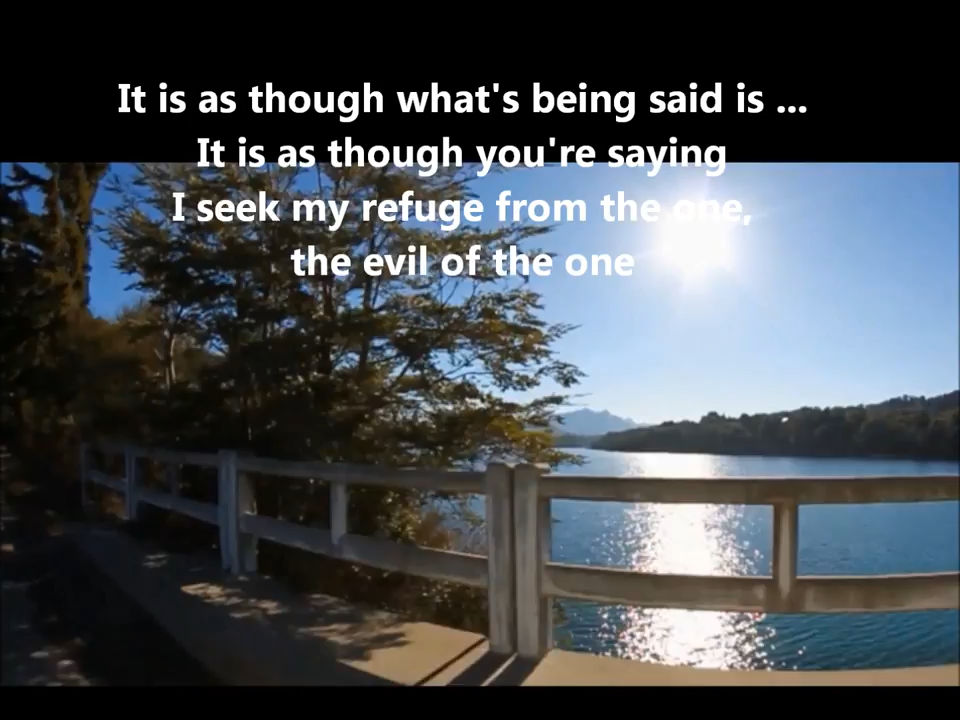 It is as though what's being said is ...
It is as though you're saying
I seek my refuge from the one,
the evil of the one